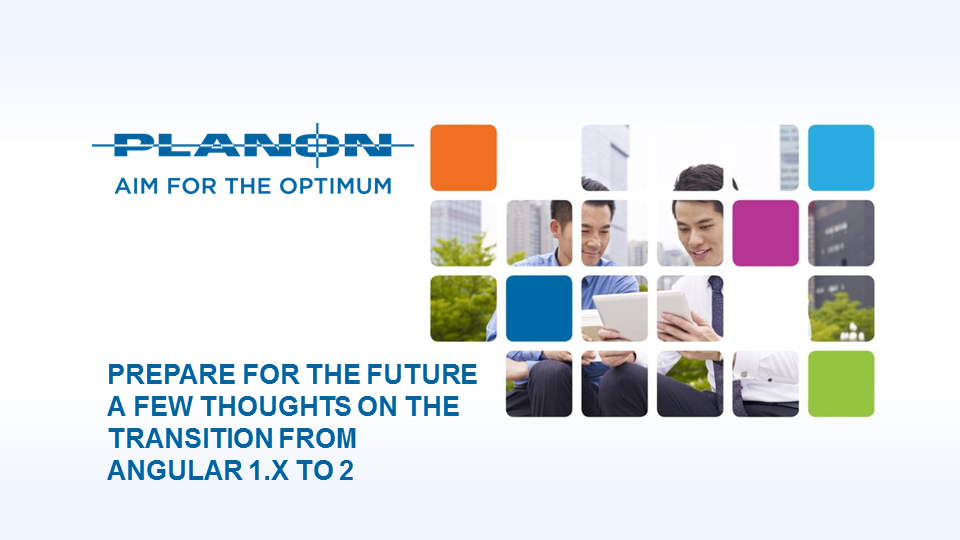 PLANON
AIM FOR THE OPTIMUM
PREPARE FOR THE FUTURE
A FEW THOUGHTS ON THE
TRANSITION FROM
ANGULAR 1.X TO 2